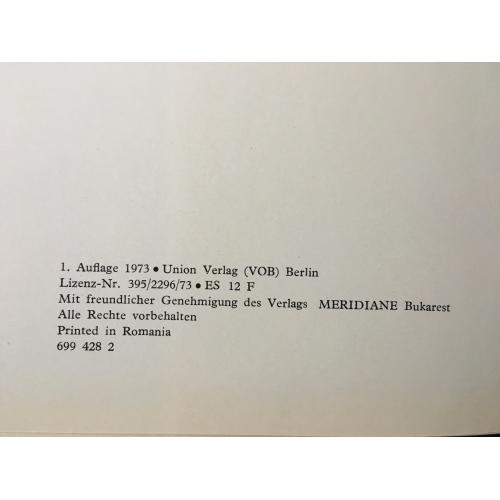 1. Auflage 1973 • Union Verlag (VOB) Berlin
Lizenz-Nr. 395/2296/73 • ES 12 F
Mit freundlicher Genehmigung des Verlags MERIDIANE Bukarest
Alle Rechte vorbehalten
Printed in Romania
699 428 2